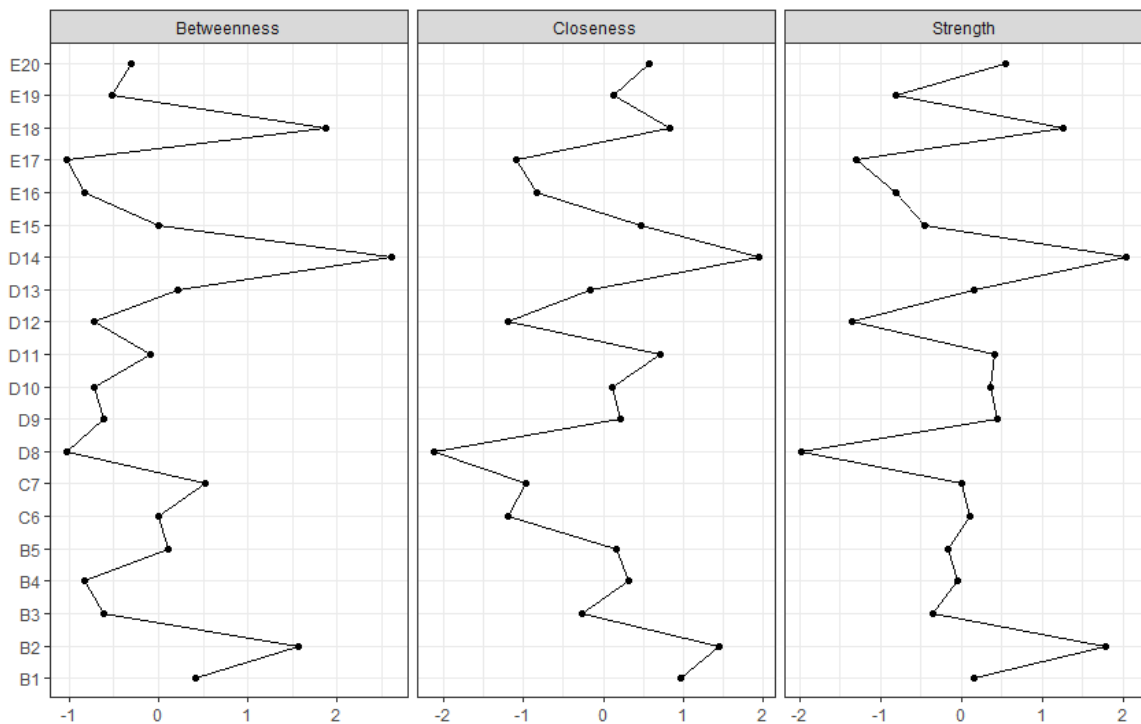 Betweenness Closeness Strength
E20
E19
E18
E17
E16
E15
D14
D13
D12
D11
D10
D9
D8
C7
C6
B5
B4
B3
B2
B1
-1 0 1 2 -2 -1 0 1 2 -2 -1 0 1 2